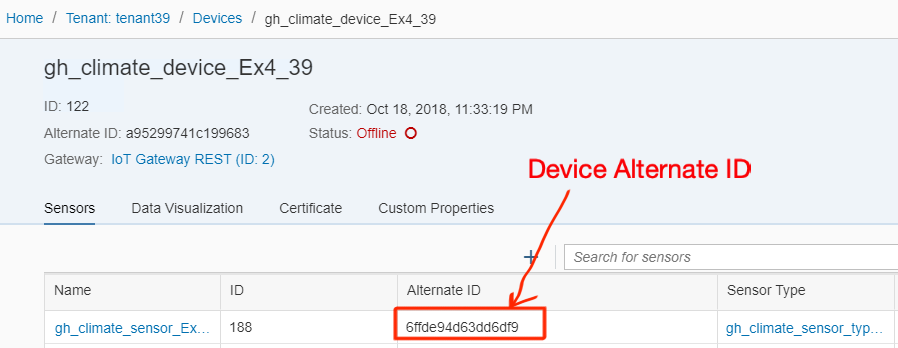 Home / Tenant: tenant39 / Devices / gh_climate_device_Ex4_39
gh_climate_device_Ex4_39
ID: 122
Created: Oct 18, 2018, 11:33:19 PM
Alternate ID: a95299741c199683
Status: Offline
Gateway: IoT Gateway REST (ID: 2)
Device Alternate ID
Sensors Data Visualization Certificate Custom Properties
+ Search for sensors
Name ID Alternate ID Sensor Type
gh_climate_sensor_Ex... 188 6ffde94d63dd6df9 gh_climate_sensor_typ...